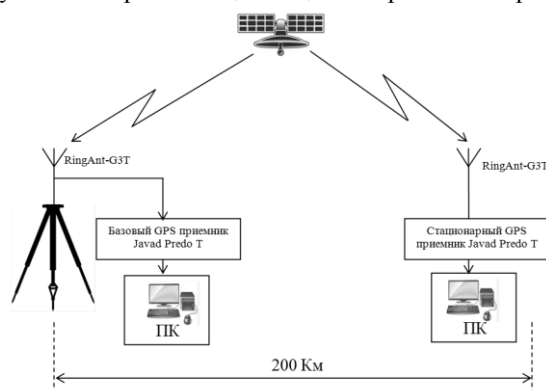 RingAnt-G3T
RingAnt-G3T
Базовый GPS приемник
Javad Predo T
Стационарный GPS
приемник Javad Predo T
ПК
ПК
200 Км